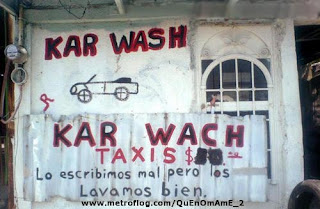 KAR WASH
KAR WACH
TAXIS $
Lo escribimos mal pero los
Lavamos bien.
www.metroflog.com/QuEnOmAmE_2